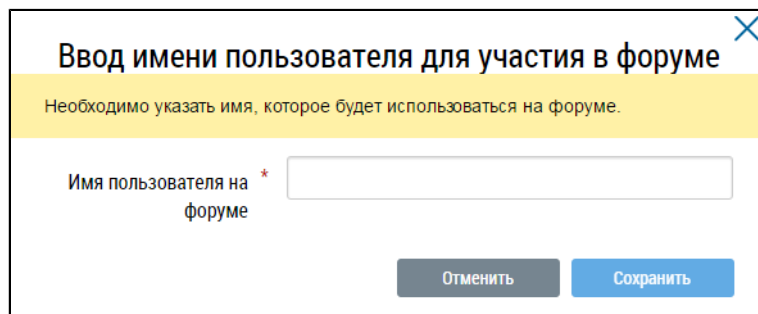 Ввод имени пользователя для участия в форуме
Необходимо указать имя, которое будет использоваться на форуме.
Имя пользователя на *
форуме
Отменить Сохранить